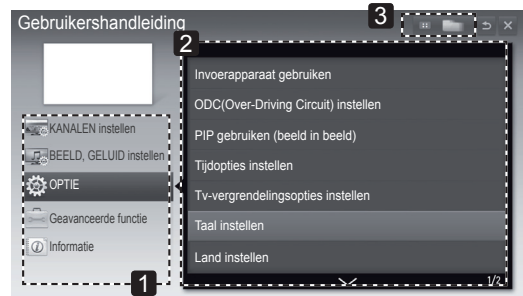 Gebruikershandleiding
3
2
KANALEN instellen
BEELD, GELUID instellen
OPTIE
Geavanceerde functie
Informatie
1
Invoerapparaat gebruiken
ODC(Over-Driving Circuit) instellen
PIP gebruiken (beeld in beeld)
Tijdopties instellen
Tv-vergrendelingsopties instellen
Taal instellen
Land instellen
1/2